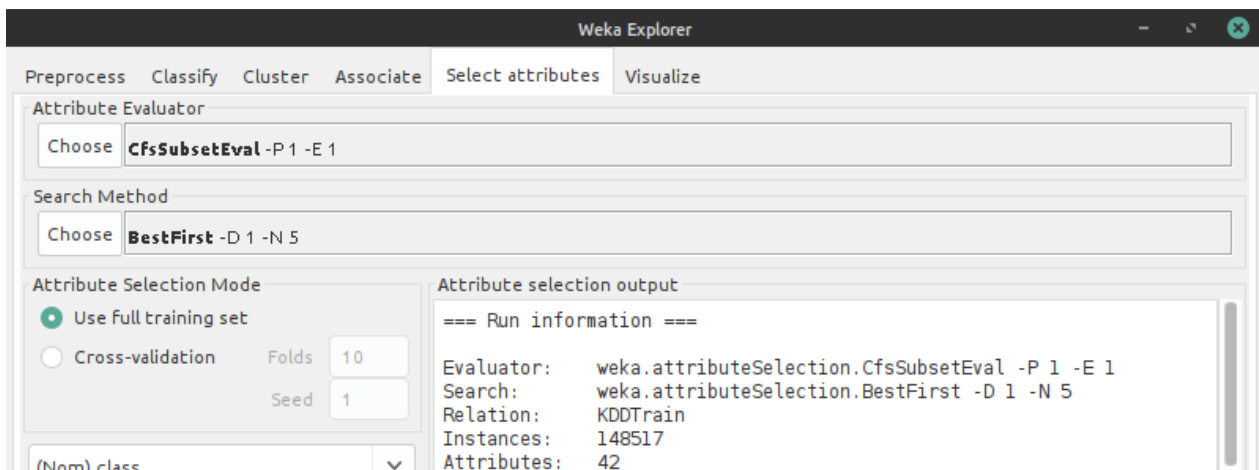 Weka Explorer
Preprocess Classify Cluster Associate Select attributes Visualize
Attribute Evaluator
Choose CfsSubsetEval -P 1 -E 1
Search Method
Choose BestFirst -D 1 -N 5
Attribute Selection Mode
Use full training set
Cross-validation Folds 10
Seed 1
(Nom) class
Attribute selection output
=== Run information ===
Evaluator: weka.attributeSelection.CfsSubsetEval -P 1 -E 1
Search: weka.attributeSelection.BestFirst -D 1 -N 5
Relation: KDDTrain
Instances: 148517
Attributes: 42